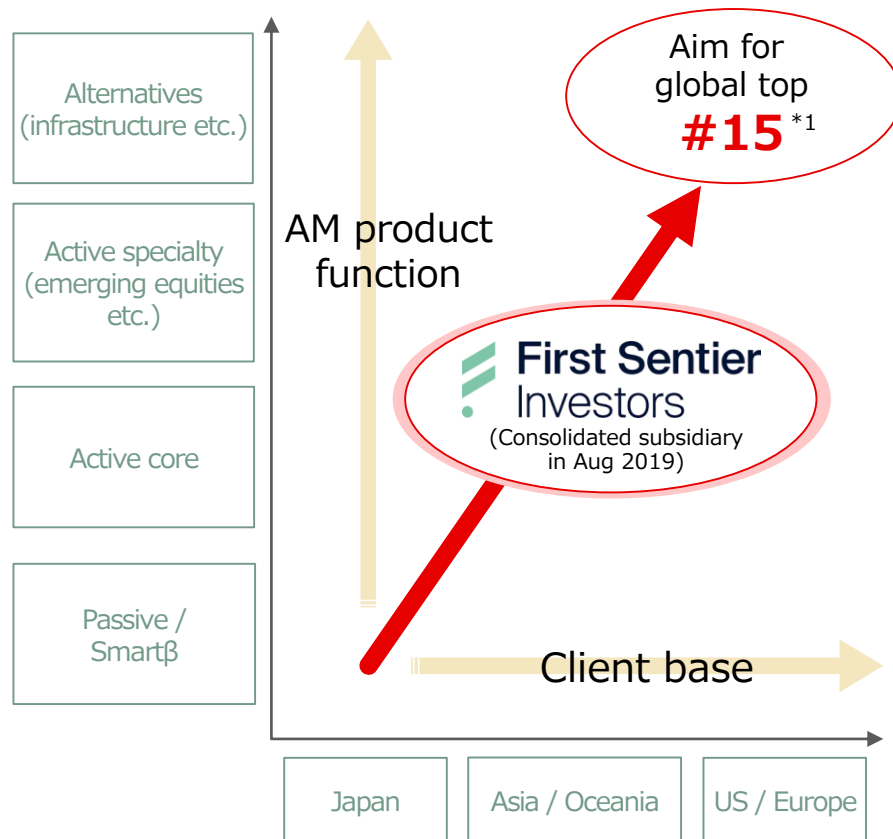 Alternatives
(infrastructure etc.)
Active specialty
(emerging equities
etc.)
Active core
Passive /
Smartβ
AM product
function
Aim for
global top
#15 *1
First Sentier
Investors
(Consolidated subsidiary
in Aug 2019)
Client base
Japan
Asia / Oceania
US / Europe